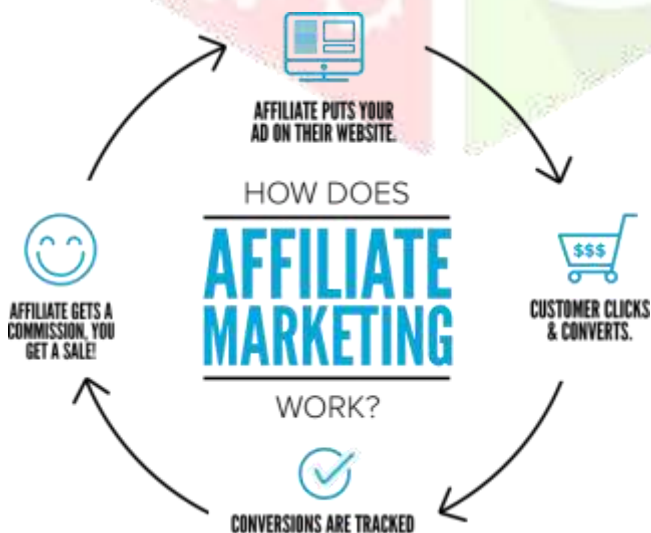 AFFILIATE PUTS YOUR
AD ON THEIR WEBSITE.
HOW DOES
AFFILIATE
MARKETING
WORK?
$$$
CUSTOMER CLICKS
& CONVERTS.
CONVERSIONS ARE TRACKED
AFFILIATE GETS A
COMMISSION, YOU
GET A SALE!